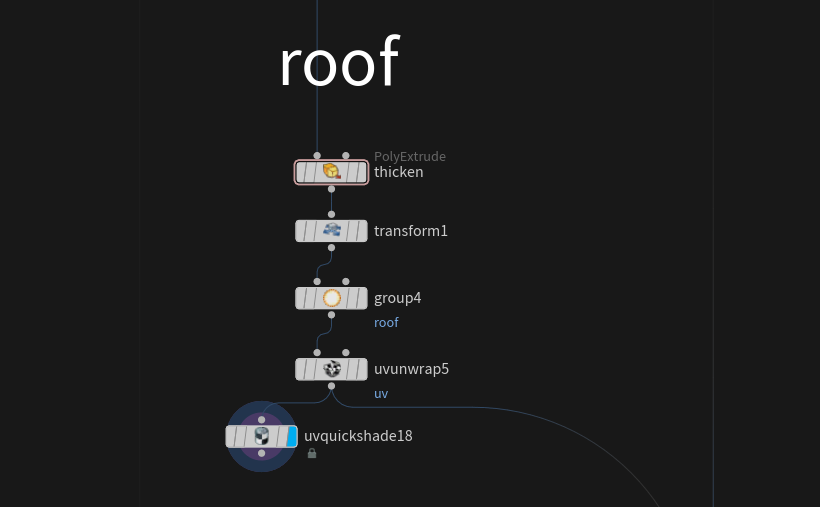 roof
PolyExtrude
thicken
transform1
group4
roof
uvunwrap5
uv
uvquickshade18